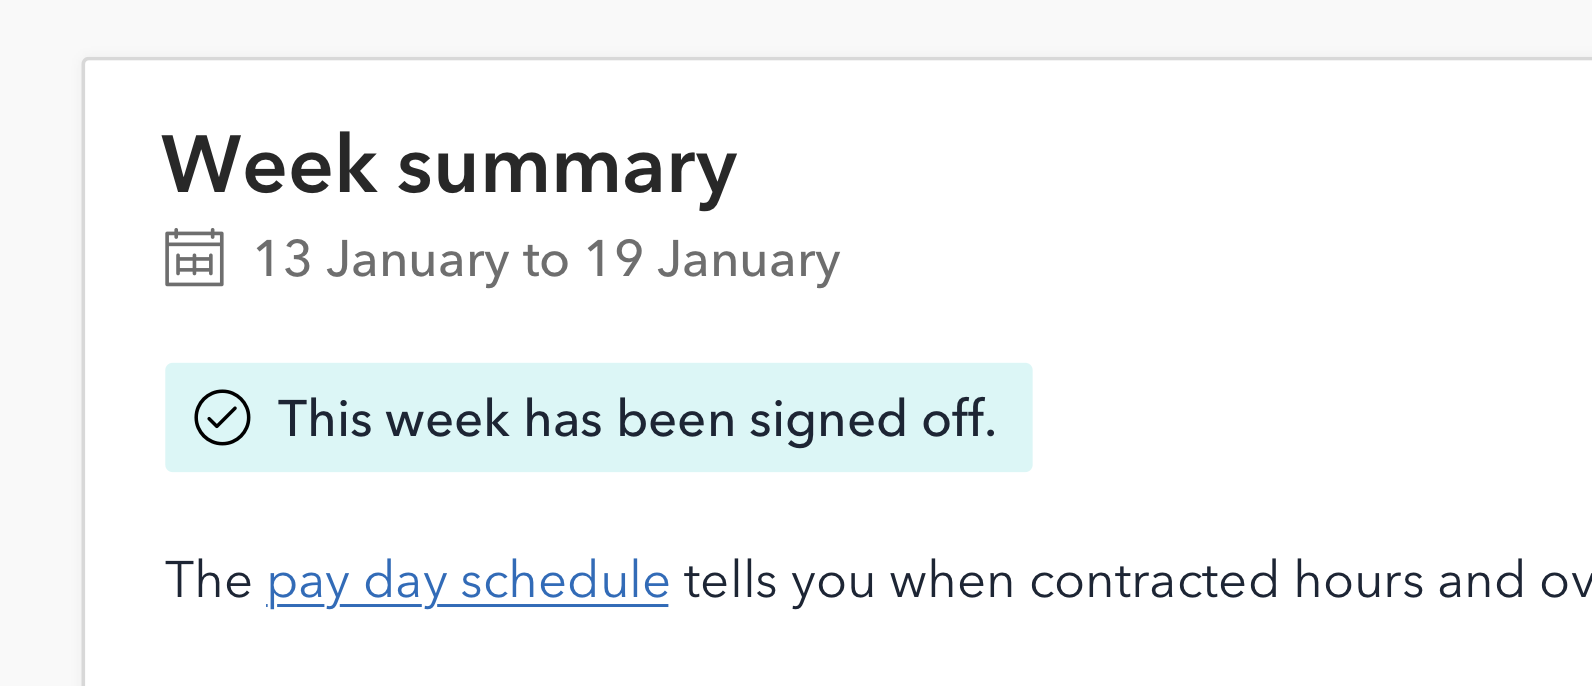 Week summary
13 January to 19 January
This week has been signed off.
The pay day schedule tells you when contracted hours and